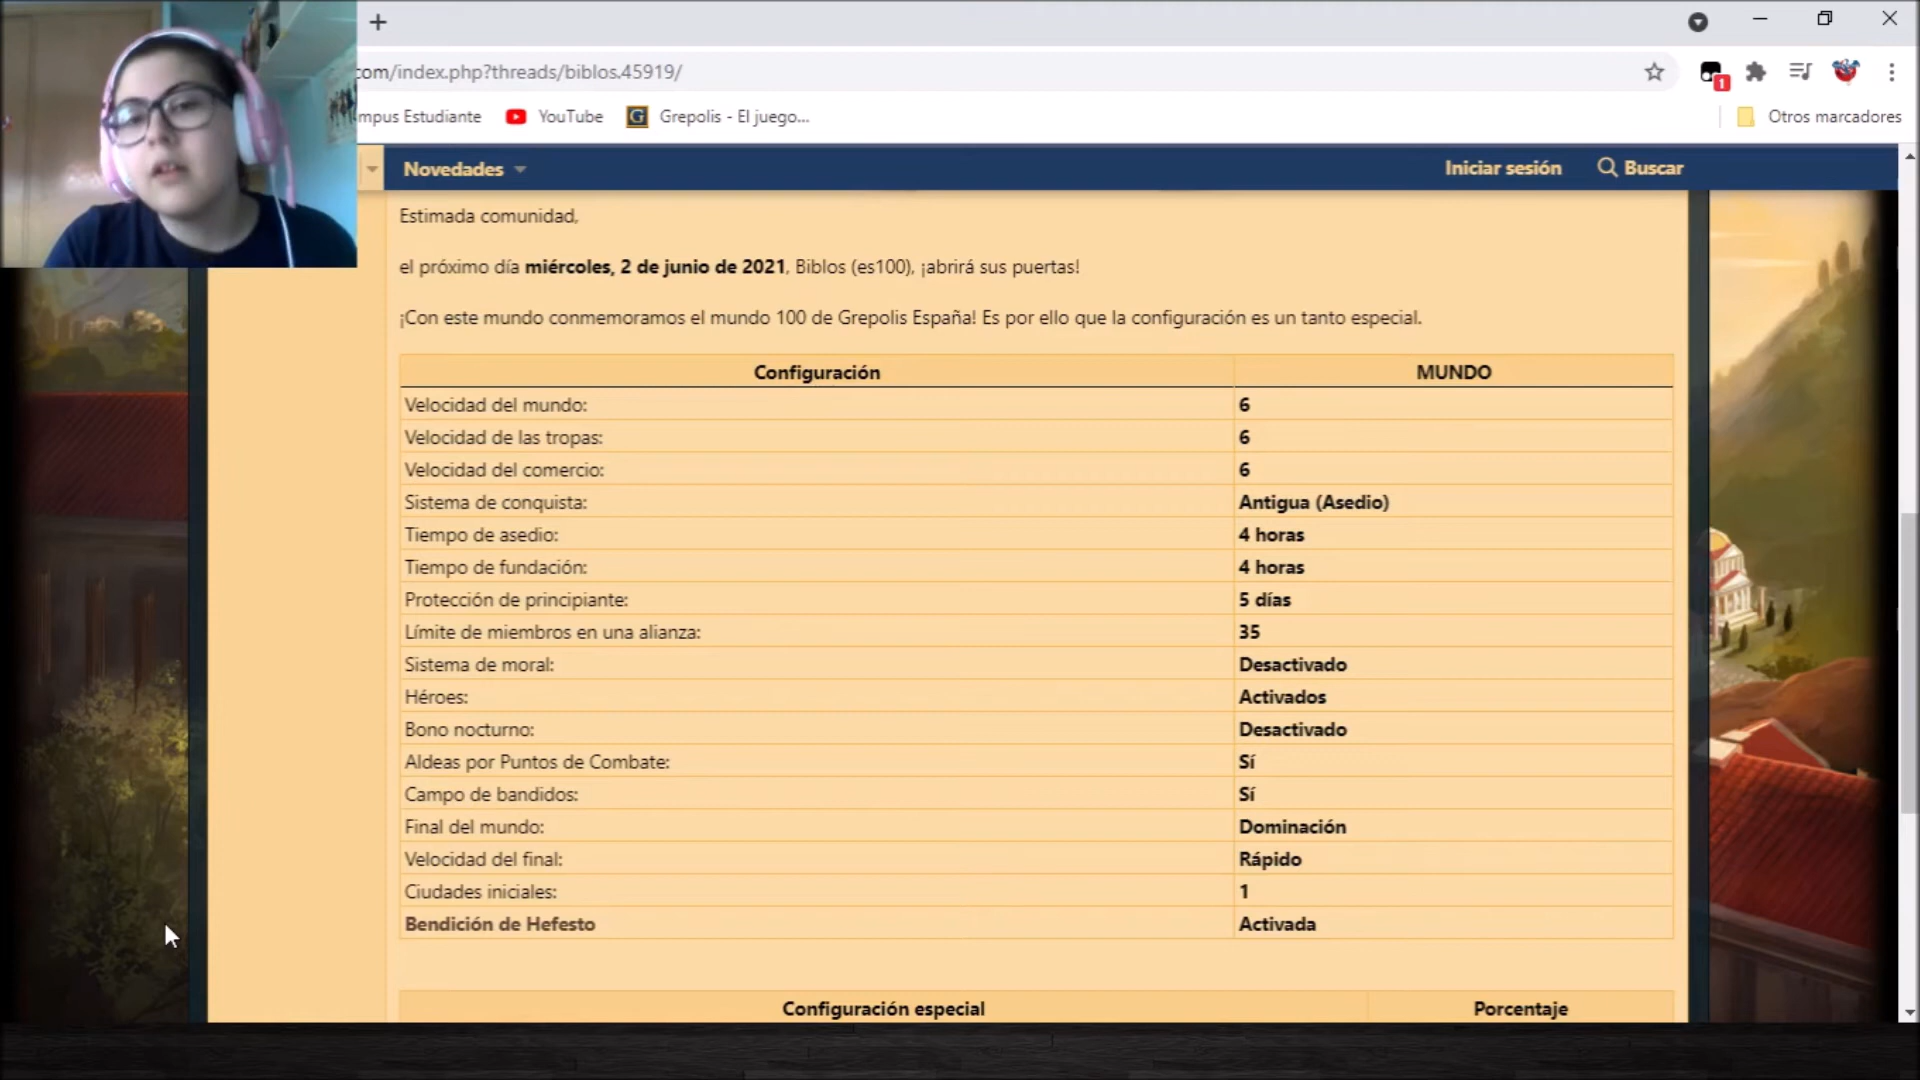 com/index.php?threads/biblos.45919/
1
mpus Estudiante
YouTube
G
Grepolis - El juego...
Otros marcadores
Novedades
Iniciar sesión
Buscar
Estimada comunidad,
el próximo día miércoles, 2 de junio de 2021, Biblos (es100), ¡abrirá sus puertas!
¡Con este mundo conmemoramos el mundo 100 de Grepolis España! Es por ello que la configuración es un tanto especial.
Configuración MUNDO
Velocidad del mundo: 6
Velocidad de las tropas: 6
Velocidad del comercio: 6
Sistema de conquista: Antigua (Asedio)
Tiempo de asedio: 4 horas
Tiempo de fundación: 4 horas
Protección de principiante: 5 días
Límite de miembros en una alianza: 35
Sistema de moral: Desactivado
Héroes: Activados
Bono nocturno: Desactivado
Aldeas por Puntos de Combate: Sí
Campo de bandidos: Sí
Final del mundo: Dominación
Velocidad del final: Rápido
Ciudades iniciales: 1
Bendición de Hefesto Activada
Configuración especial Porcentaje